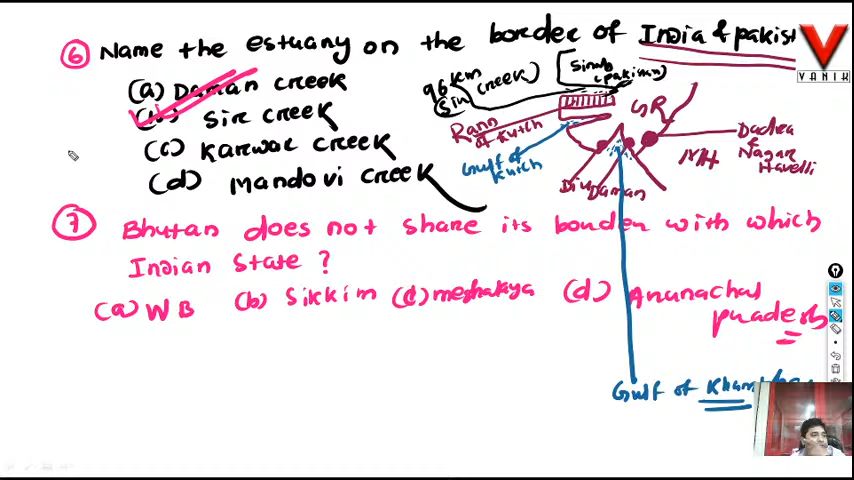 6 Name the estuary on the border of India & pakist
(a) Daman creek
(b) Sir creek
(c) Karwar creek
(d) Mandovi creek
96 km
(Sir creek)
Sindh
(pakistan)
Rann
of Kutch
Gulf of
Kutch
GR
MH
Diu
Daman
Dadra
&
Nagar
Haveli
V
VANIK
7 Bhutan does not share its border with which
Indian State ?
(a) WB (b) Sikkim (c) meghalaya (d) Arunachal
pradesh
Gulf of